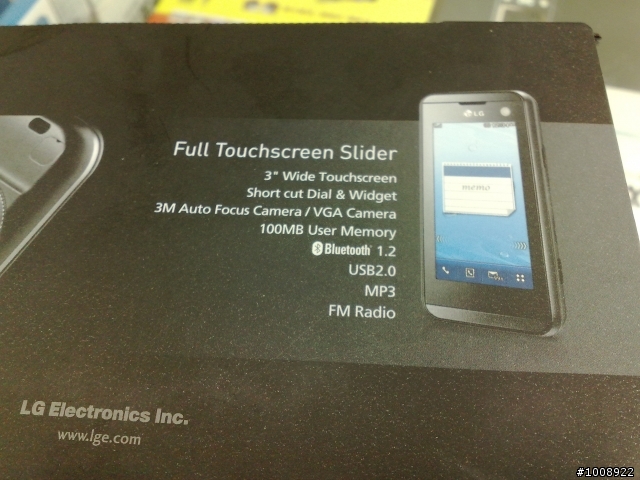 Full Touchscreen Slider
3" Wide Touchscreen
Short cut Dial & Widget
3M Auto Focus Camera / VGA Camera
100MB User Memory
Bluetooth 1.2
USB2.0
MP3
FM Radio
LG
memo
LG Electronics Inc.
www.lge.com
#1008922